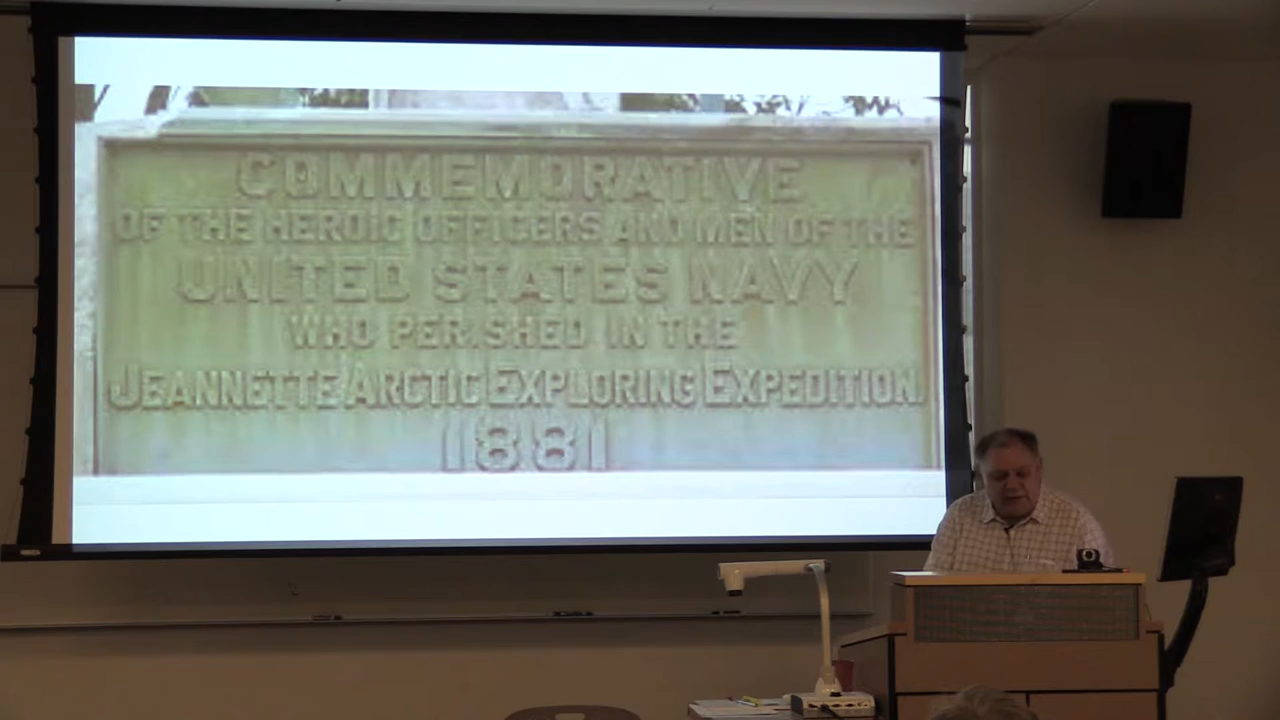 COMMEMORATIVE
OF THE HEROIC OFFICERS AND MEN OF THE
UNITED STATES NAVY
WHO PERISHED IN THE
JEANNETTE ARCTIC EXPLORING EXPEDITION.
1881